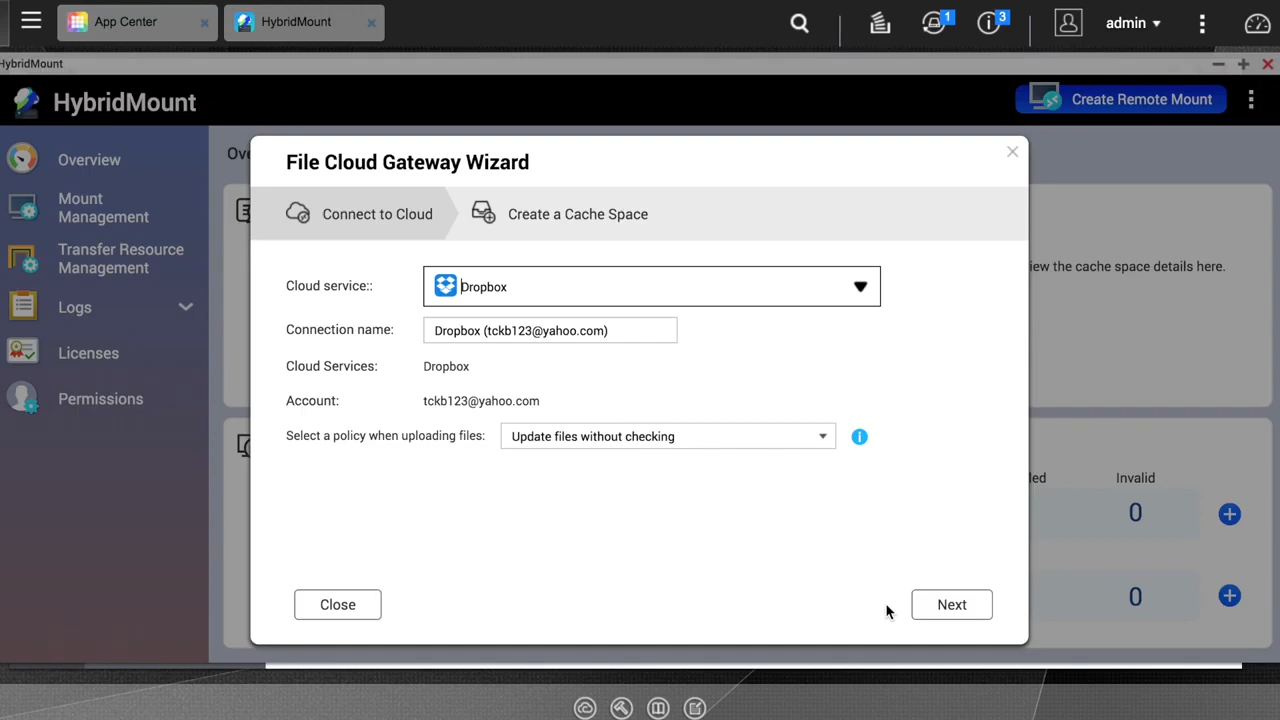 App Center
HybridMount
1
3
admin
HybridMount
HybridMount
Create Remote Mount
Overview
Mount
Management
Transfer Resource
Management
Logs
Licenses
Permissions
Ove
File Cloud Gateway Wizard
Connect to Cloud
Create a Cache Space
iew the cache space details here.
Cloud service::
Dropbox
Connection name:
Dropbox (tckb123@yahoo.com)
Cloud Services:
Dropbox
Account:
tckb123@yahoo.com
Select a policy when uploading files:
Update files without checking
led
Invalid
0
0
Close
Next